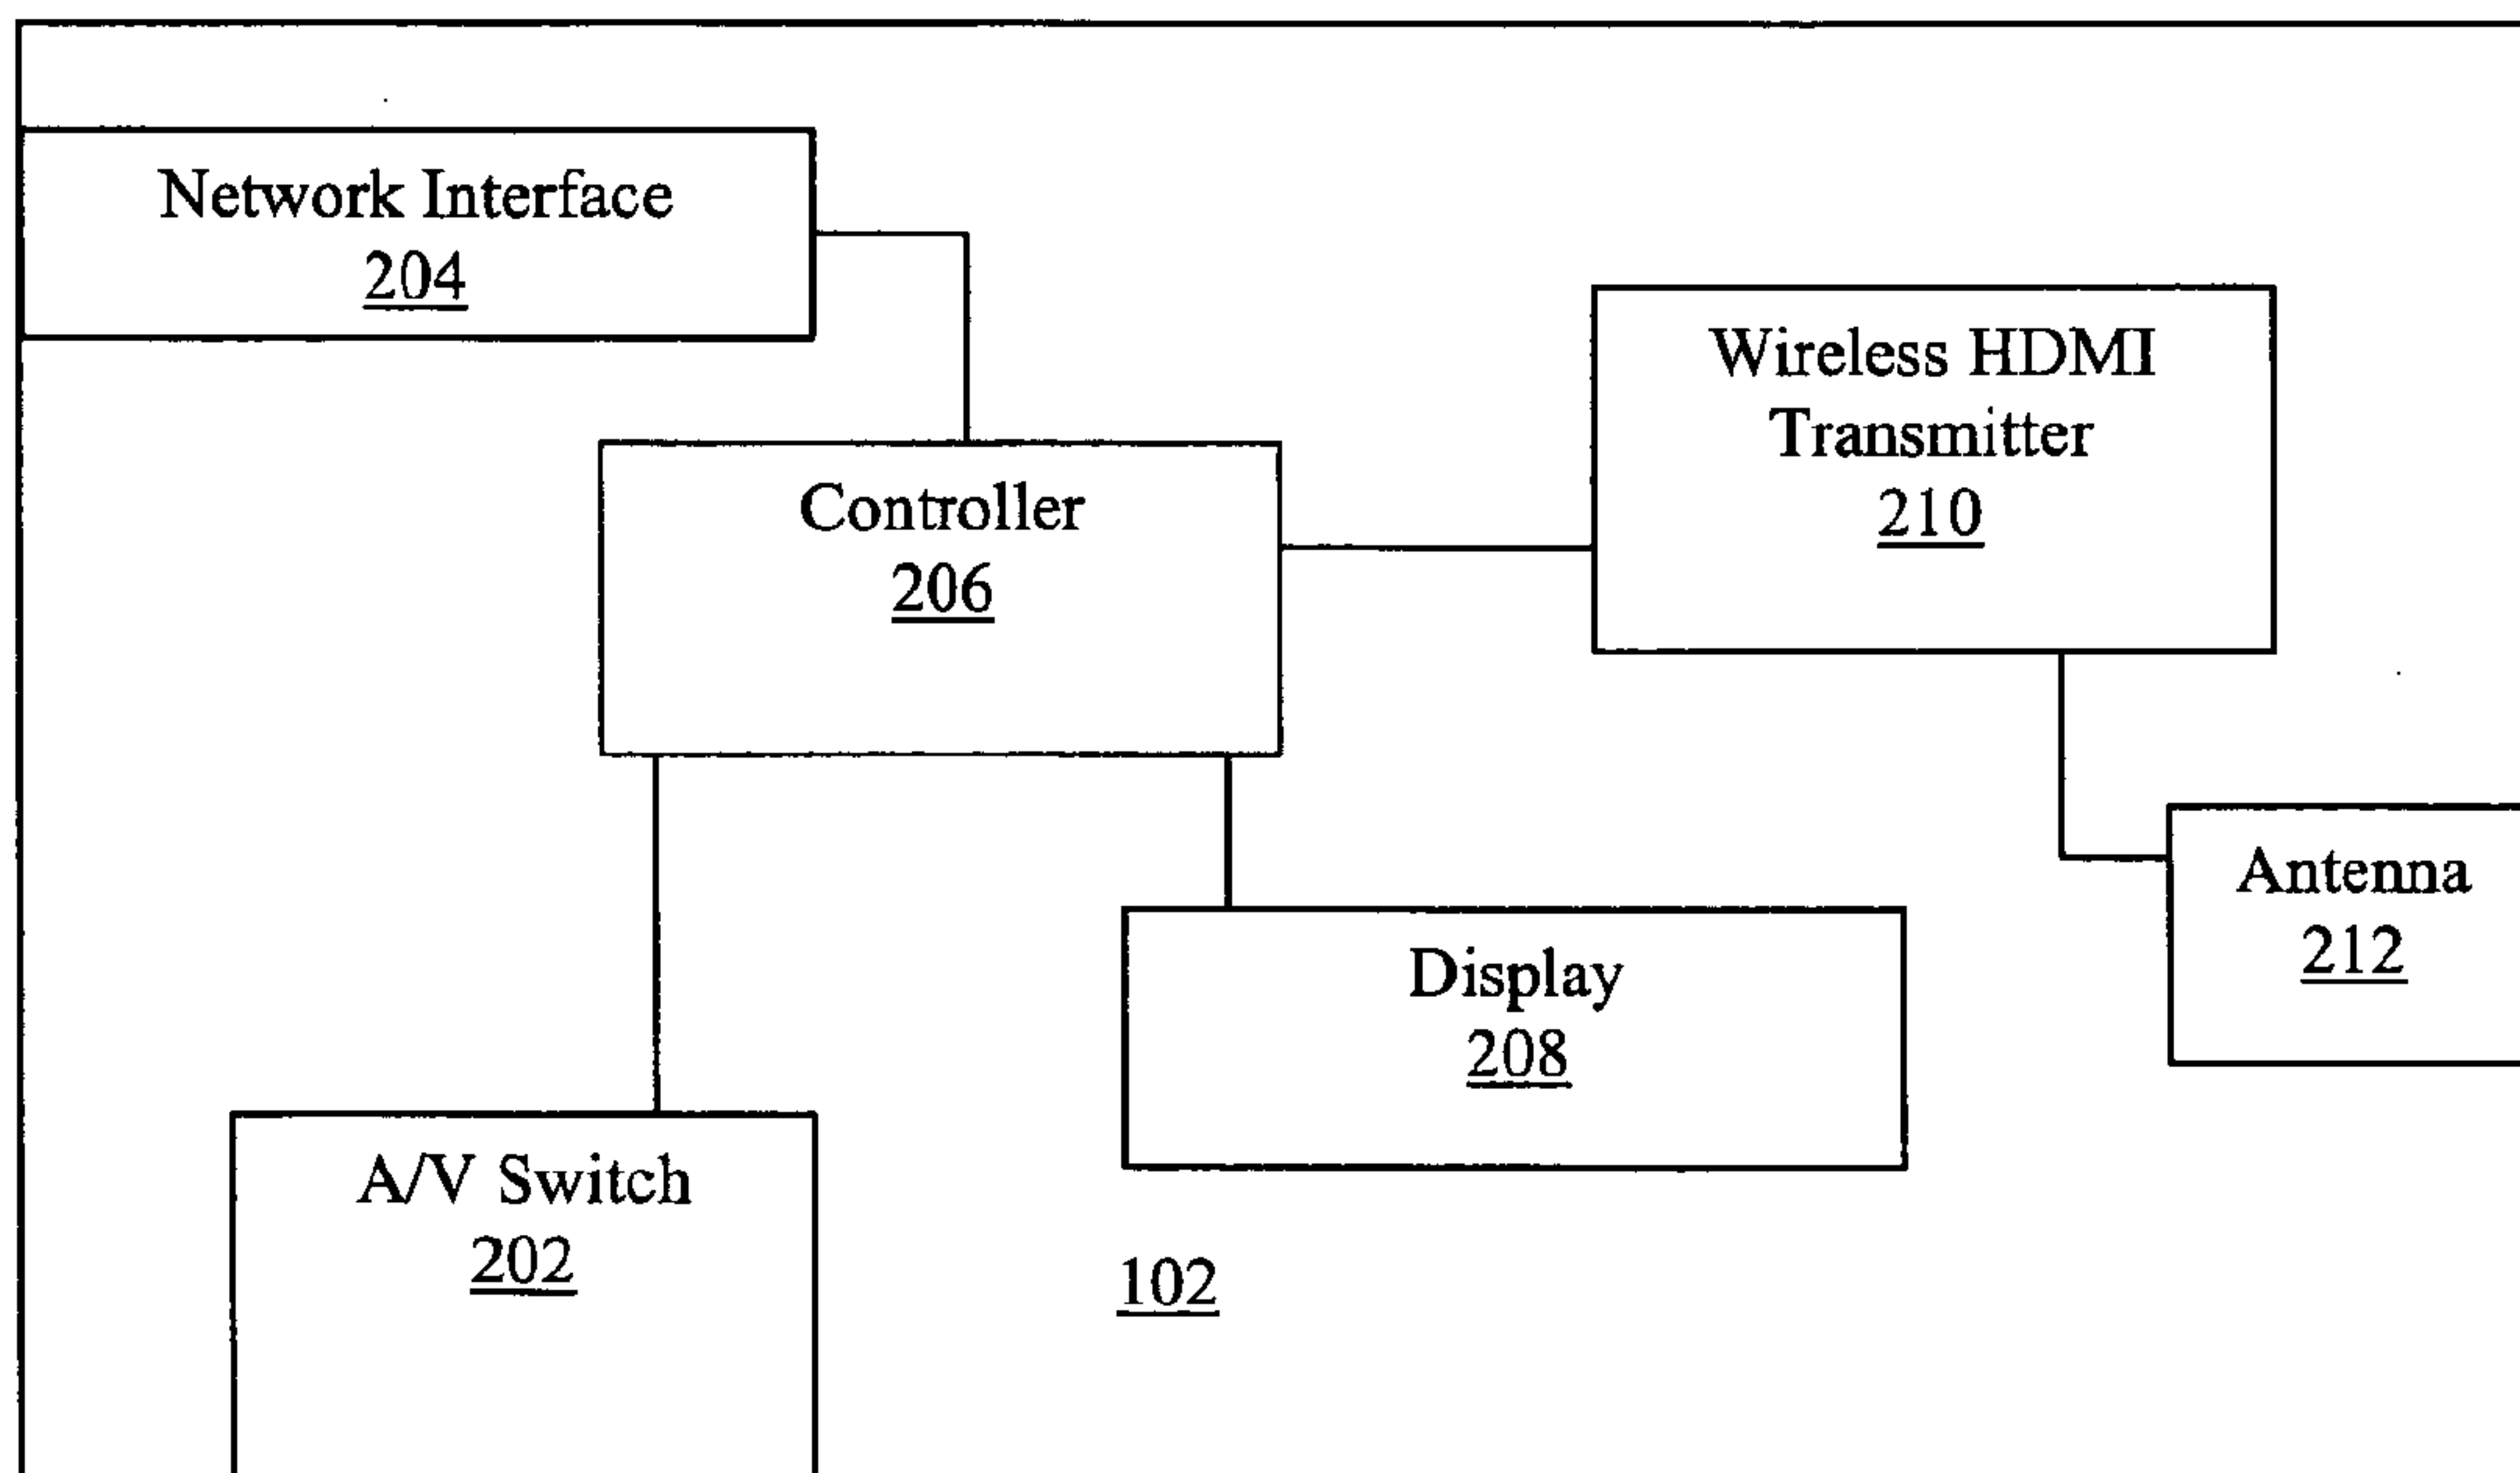 Network Interface
204
Wireless HDMI
Transmitter
210
Controller
206
Antenna
212
Display
208
A/V Switch
202
102